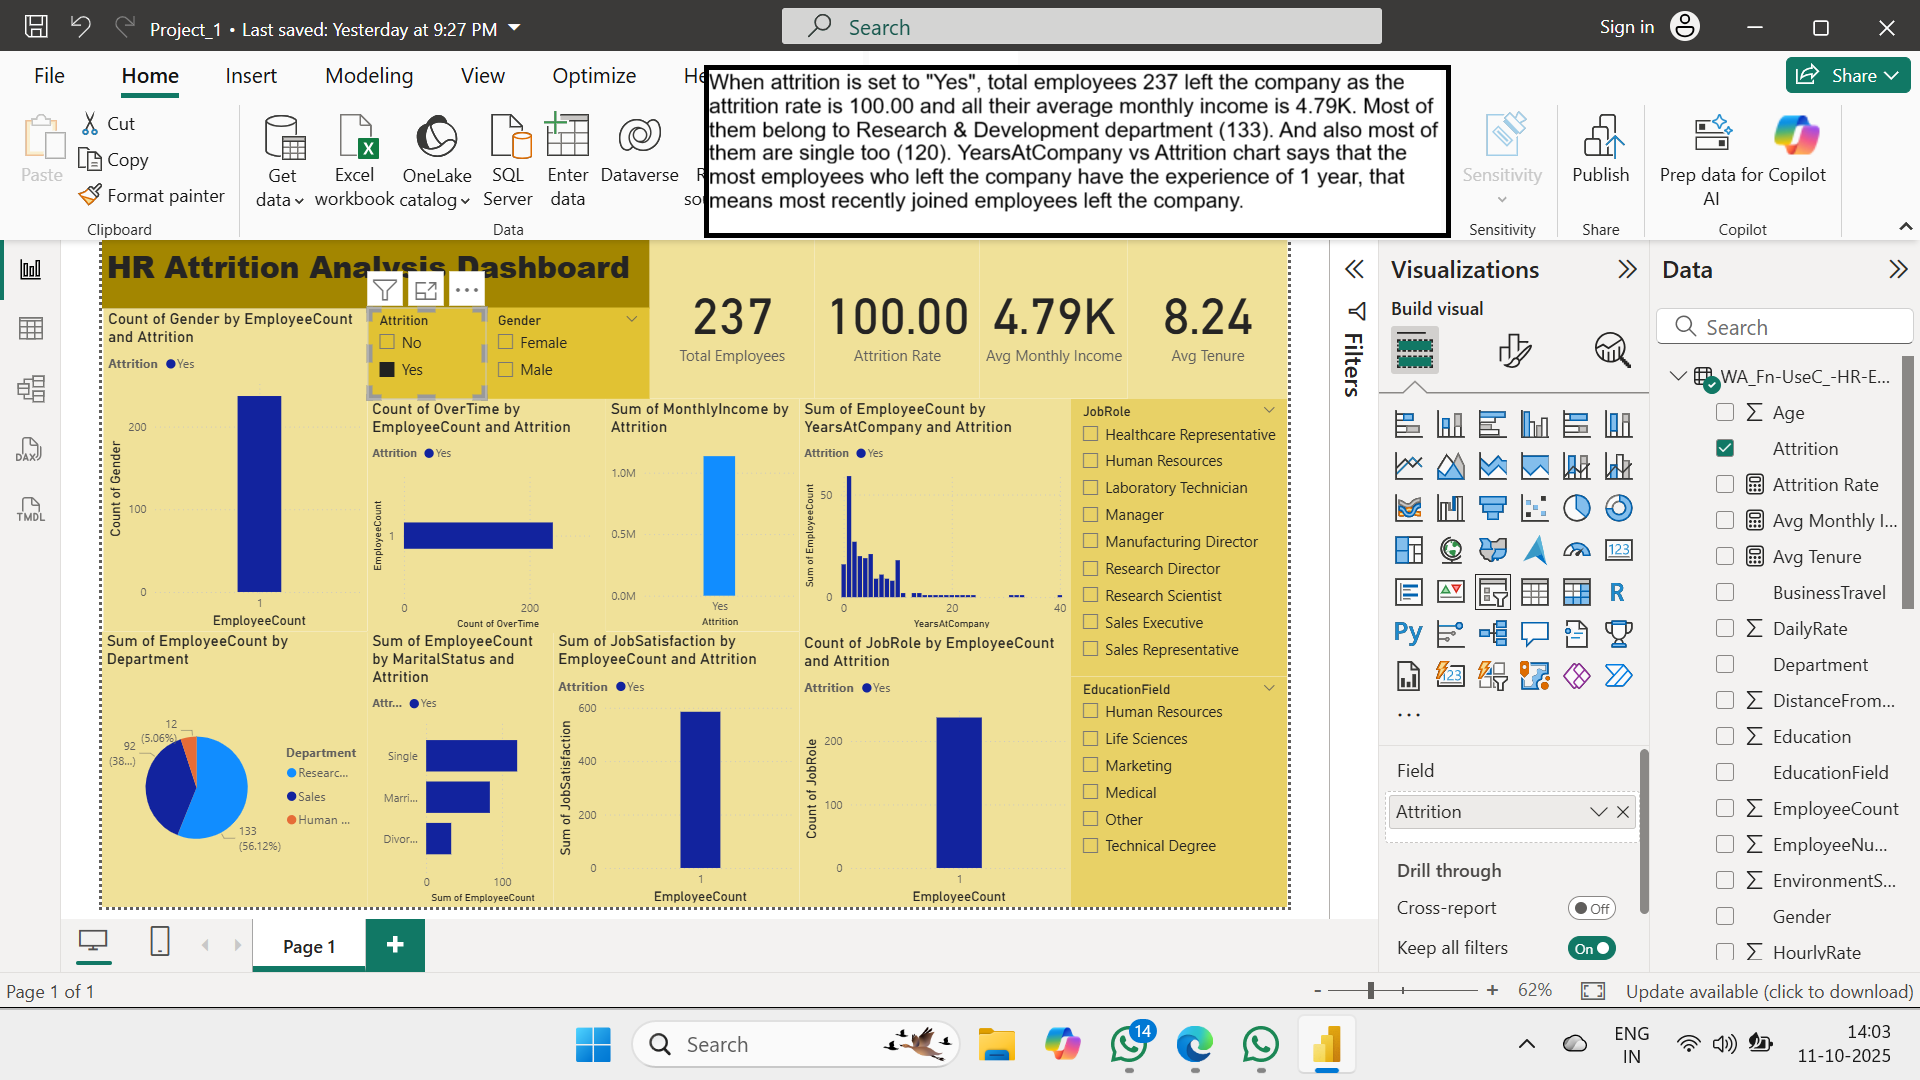 Project_1 • Last saved: Yesterday at 9:27 PM
Search
Sign in
File
Home
Insert
Modeling
View
Optimize
He
Share
When attrition is set to "Yes", total employees 237 left the company as the
attrition rate is 100.00 and all their average monthly income is 4.79K. Most of
them belong to Research & Development department (133). And also most of
them are single too (120). YearsAtCompany vs Attrition chart says that the
most employees who left the company have the experience of 1 year, that
means most recently joined employees left the company.
Paste
Cut
Copy
Format painter
Clipboard
Get
data
Excel
workbook
OneLake
catalog
SQL
Server
Enter
data
Dataverse
R
sou
Data
Sensitivity
Sensitivity
Publish
Share
Prep data for
AI
Copilot
Copilot
HR Attrition Analysis Dashboard
Count of Gender by EmployeeCount
and Attrition
Attrition Yes
200
100
0
Count of Gender
1
EmployeeCount
Attrition
No
Yes
Gender
Female
Male
237
Total Employees
100.00
Attrition Rate
4.79K
Avg Monthly Income
8.24
Avg Tenure
Count of OverTime by
EmployeeCount and Attrition
Attrition Yes
EmployeeCount
1
0
200
Count of OverTime
Sum of MonthlyIncome by
Attrition
1.0M
0.5M
0.0M
Yes
Attrition
Sum of EmployeeCount by
YearsAtCompany and Attrition
Attrition Yes
Sum of EmployeeCount
50
0
0
20
40
YearsAtCompany
JobRole
Healthcare Representative
Human Resources
Laboratory Technician
Manager
Manufacturing Director
Research Director
Research Scientist
Sales Executive
Sales Representative
Sum of EmployeeCount by
Department
12
(5.06%)
92
(38...)
133
(56.12%)
Department
Researc...
Sales
Human ...
Sum of EmployeeCount
by MaritalStatus and
Attrition
Attr... Yes
Single
Marri...
Divor...
0
100
Sum of EmployeeCount
Sum of JobSatisfaction by
EmployeeCount and Attrition
Attrition Yes
Sum of JobSatisfaction
600
400
200
0
1
EmployeeCount
Count of JobRole by EmployeeCount
and Attrition
Attrition Yes
Count of JobRole
200
100
0
1
EmployeeCount
EducationField
Human Resources
Life Sciences
Marketing
Medical
Other
Technical Degree
Filters
Visualizations
Build visual
123
R
Py
123
...
Field
Attrition
Drill through
Cross-report
Off
Keep all filters
On
Data
Search
WA_Fn-UseC_-HR-E...
Age
Attrition
Attrition Rate
Avg Monthly I...
Avg Tenure
BusinessTravel
DailyRate
Department
DistanceFrom...
Education
EducationField
EmployeeCount
EmployeeNu...
EnvironmentS...
Gender
HourlyRate
DAX
TMDL
Page 1
+
Page 1 of 1
- + 62%
Update available (click to download)
Search
14
ENG
IN
14:03
11-10-2025